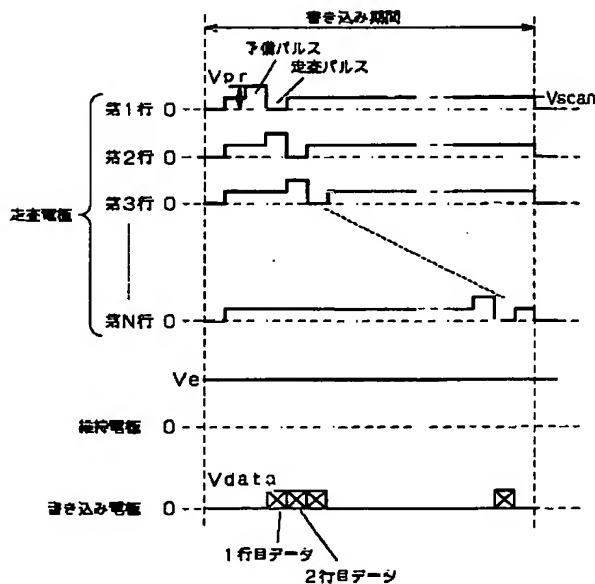 書き込み期間
予備パルス
Vpr
走査パルス
Vscan
第1行 0
第2行 0
走査電極
第3行 0
第N行 0
Ve
維持電極 0
Vdata
書き込み電極 0
1行目データ
2行目データ